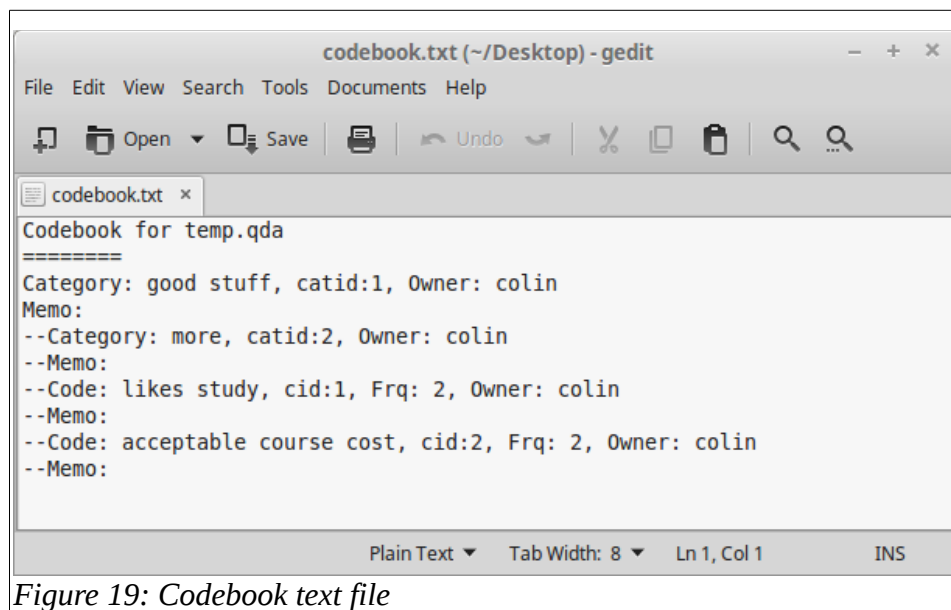 codebook.txt (~/Desktop) - gedit
File Edit View Search Tools Documents Help
Open Save Undo
codebook.txt ×
Codebook for temp.qda
========
Category: good stuff, catid:1, Owner: colin
Memo:
--Category: more, catid:2, Owner: colin
--Memo:
--Code: likes study, cid:1, Frq: 2, Owner: colin
--Memo:
--Code: acceptable course cost, cid:2, Frq: 2, Owner: colin
--Memo:
Plain Text Tab Width: 8 Ln 1, Col 1 INS
Figure 19: Codebook text file